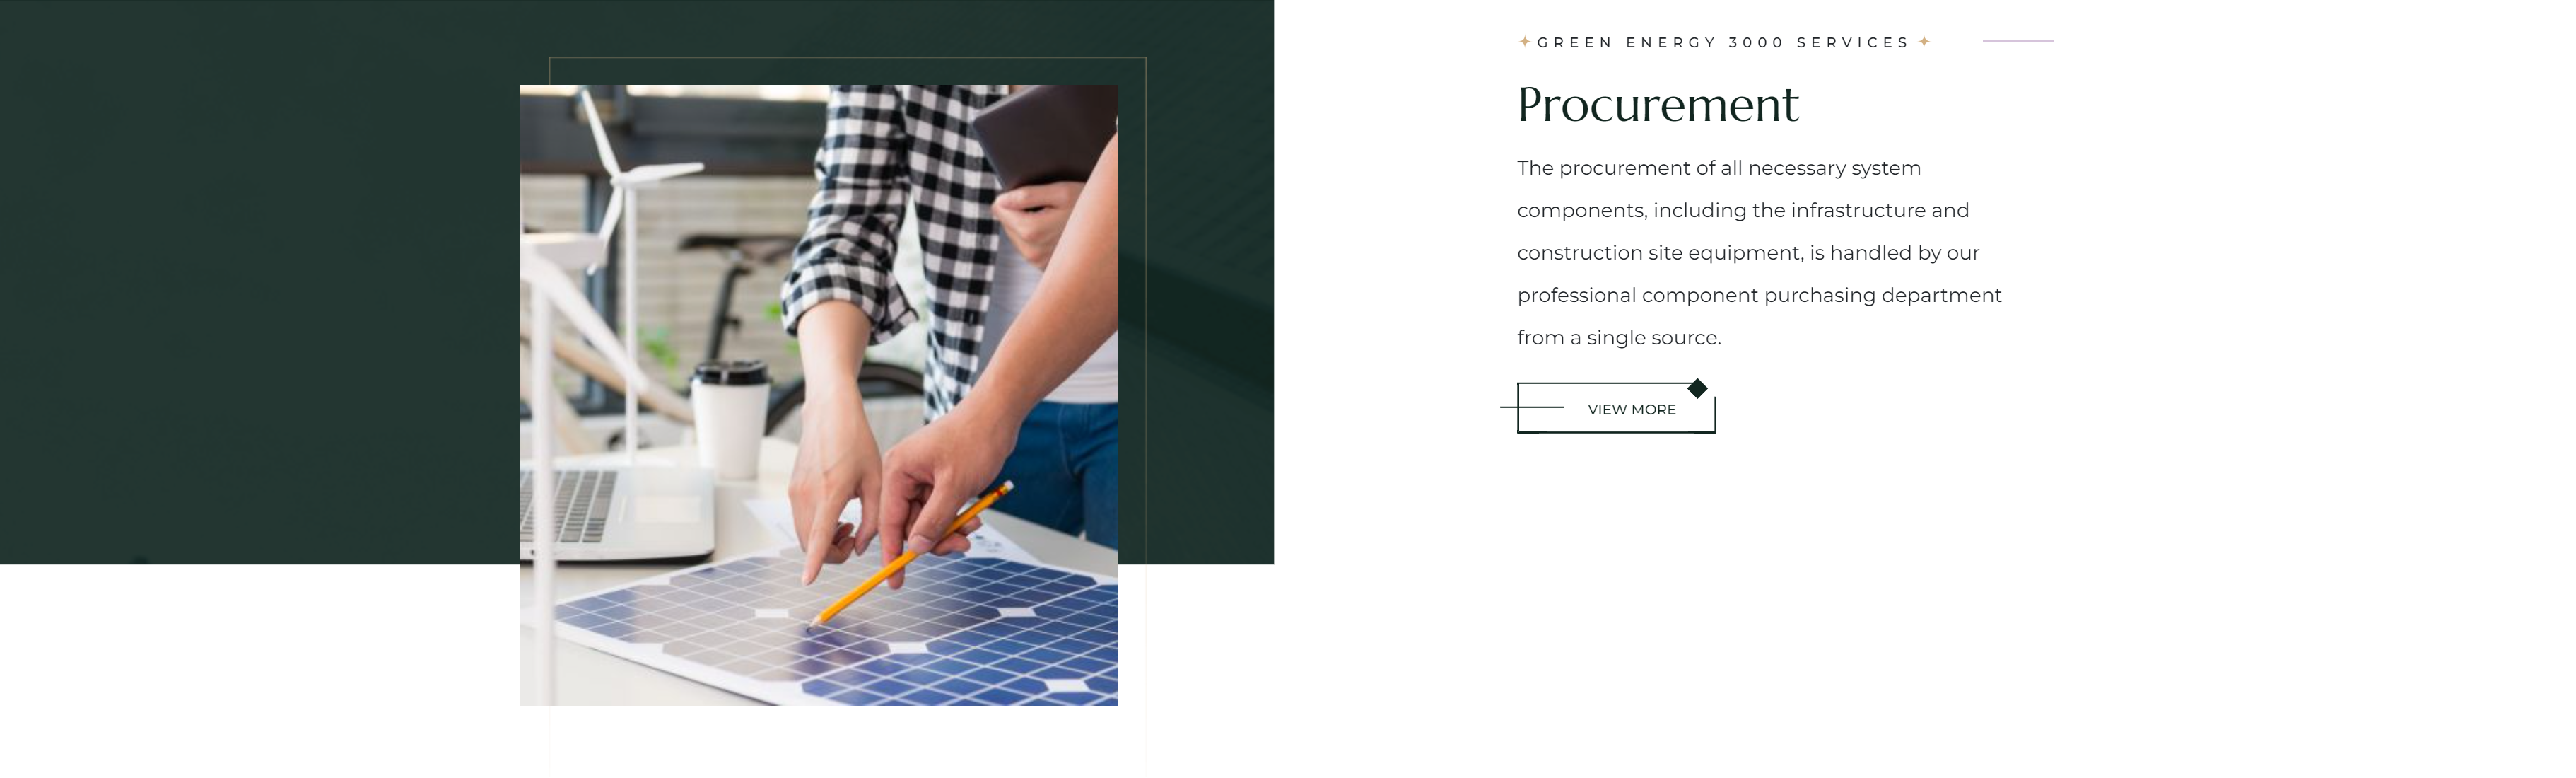 GREEN ENERGY 3000 SERVICES
Procurement
The procurement of all necessary system
components, including the infrastructure and
construction site equipment, is handled by our
professional component purchasing department
from a single source.
VIEW MORE